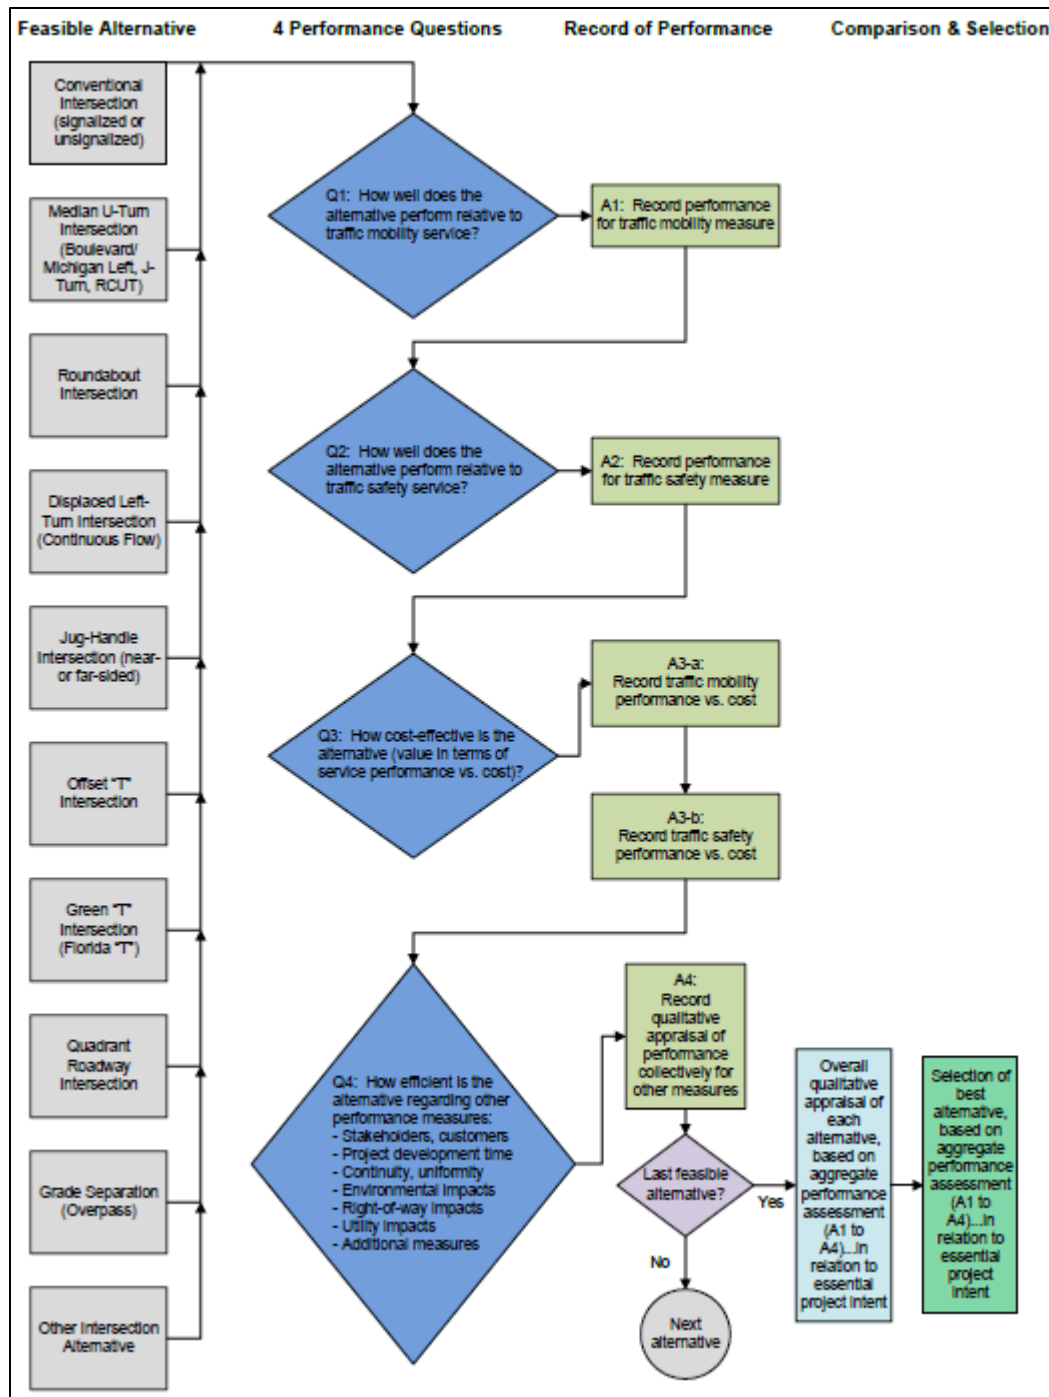 Feasible Alternative
4 Performance Questions
Record of Performance
Comparison & Selection
Conventional
Intersection
(signalized or
unsignalized)
Median U-Turn
Intersection
(Boulevard/
Michigan Left, J-
Turn, RCUT)
Roundabout
Intersection
Displaced Left-
Turn Intersection
(Continuous Flow)
Jug-Handle
Intersection (near-
or far-sided)
Offset "T"
Intersection
Green "T"
Intersection
(Florida "T")
Quadrant
Roadway
Intersection
Grade Separation
(Overpass)
Other Intersection
Alternative
Q1: How well does the
alternative perform relative to
traffic mobility service?
A1: Record performance
for traffic mobility measure
Q2: How well does the
alternative perform relative to
traffic safety service?
A2: Record performance
for traffic safety measure
Q3: How cost-effective is the
alternative (value in terms of
service performance vs. cost)?
A3-a:
Record traffic mobility
performance vs. cost
A3-b:
Record traffic safety
performance vs. cost
Q4: How efficient is the
alternative regarding other
performance measures:
- Stakeholders, customers
- Project development time
- Continuity, uniformity
- Environmental impacts
- Right-of-way impacts
- Utility impacts
- Additional measures
A4:
Record
qualitative
appraisal of
performance
collectively for
other measures
Last feasible
alternative?
Yes
No
Next
alternative
Overall
qualitative
appraisal of
each
alternative,
based on
aggregate
performance
assessment
(A1 to
A4)...in
relation to
essential
project intent
Selection of
best
alternative,
based on
aggregate
performance
assessment
(A1 to
A4)...in
relation to
essential
project
intent